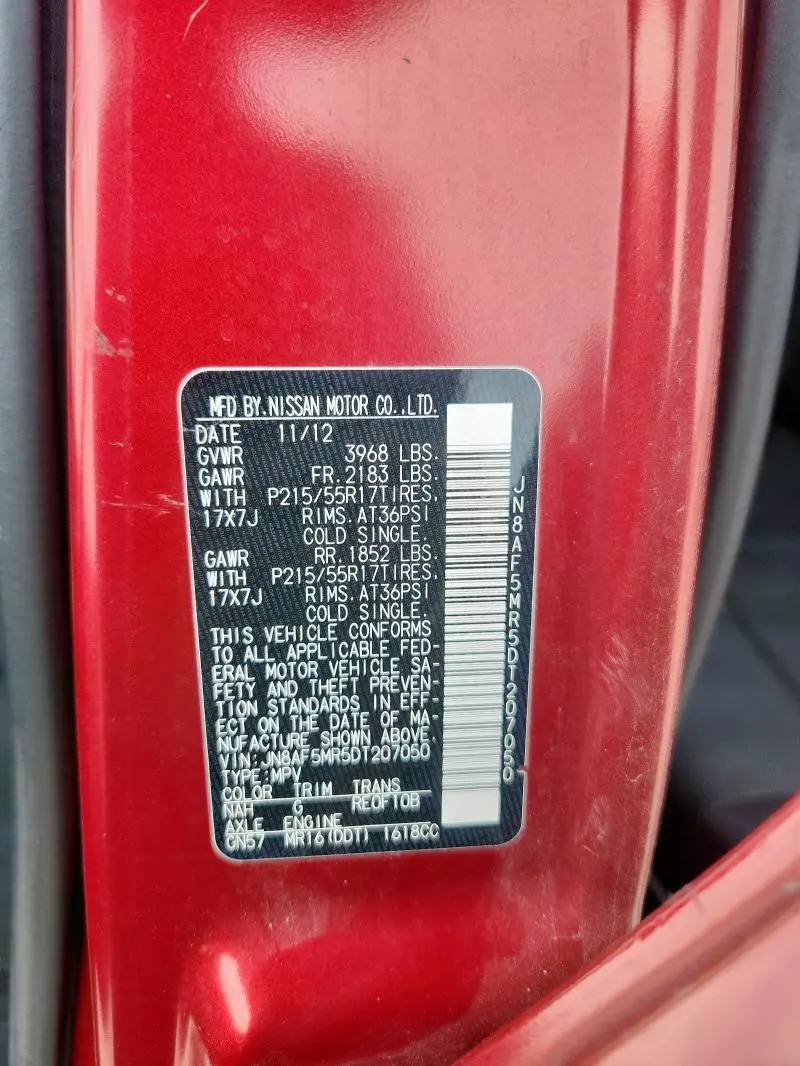 MFD BY.NISSAN MOTOR CO.,LTD.
DATE 11/12
GVWR 3968 LBS.
GAWR FR.2183 LBS.
WITH P215/55R17TIRES,
17X7J RIMS.AT36PSI
COLD SINGLE.
GAWR RR.1852 LBS.
WITH P215/55R17TIRES,
17X7J RIMS.AT36PSI
COLD SINGLE.
THIS VEHICLE CONFORMS
TO ALL APPLICABLE FED-
ERAL MOTOR VEHICLE SA-
FETY AND THEFT PREVEN-
TION STANDARDS IN EFF-
ECT ON THE DATE OF MA-
NUFACTURE SHOWN ABOVE.
VIN:JN8AF5MR5DT207050
TYPE:MPV
COLOR TRIM TRANS
NAH G RE0F10B
AXLE ENGINE
GN57 MR16(DDT) 1618CC
JN8AF5MR5DT207050